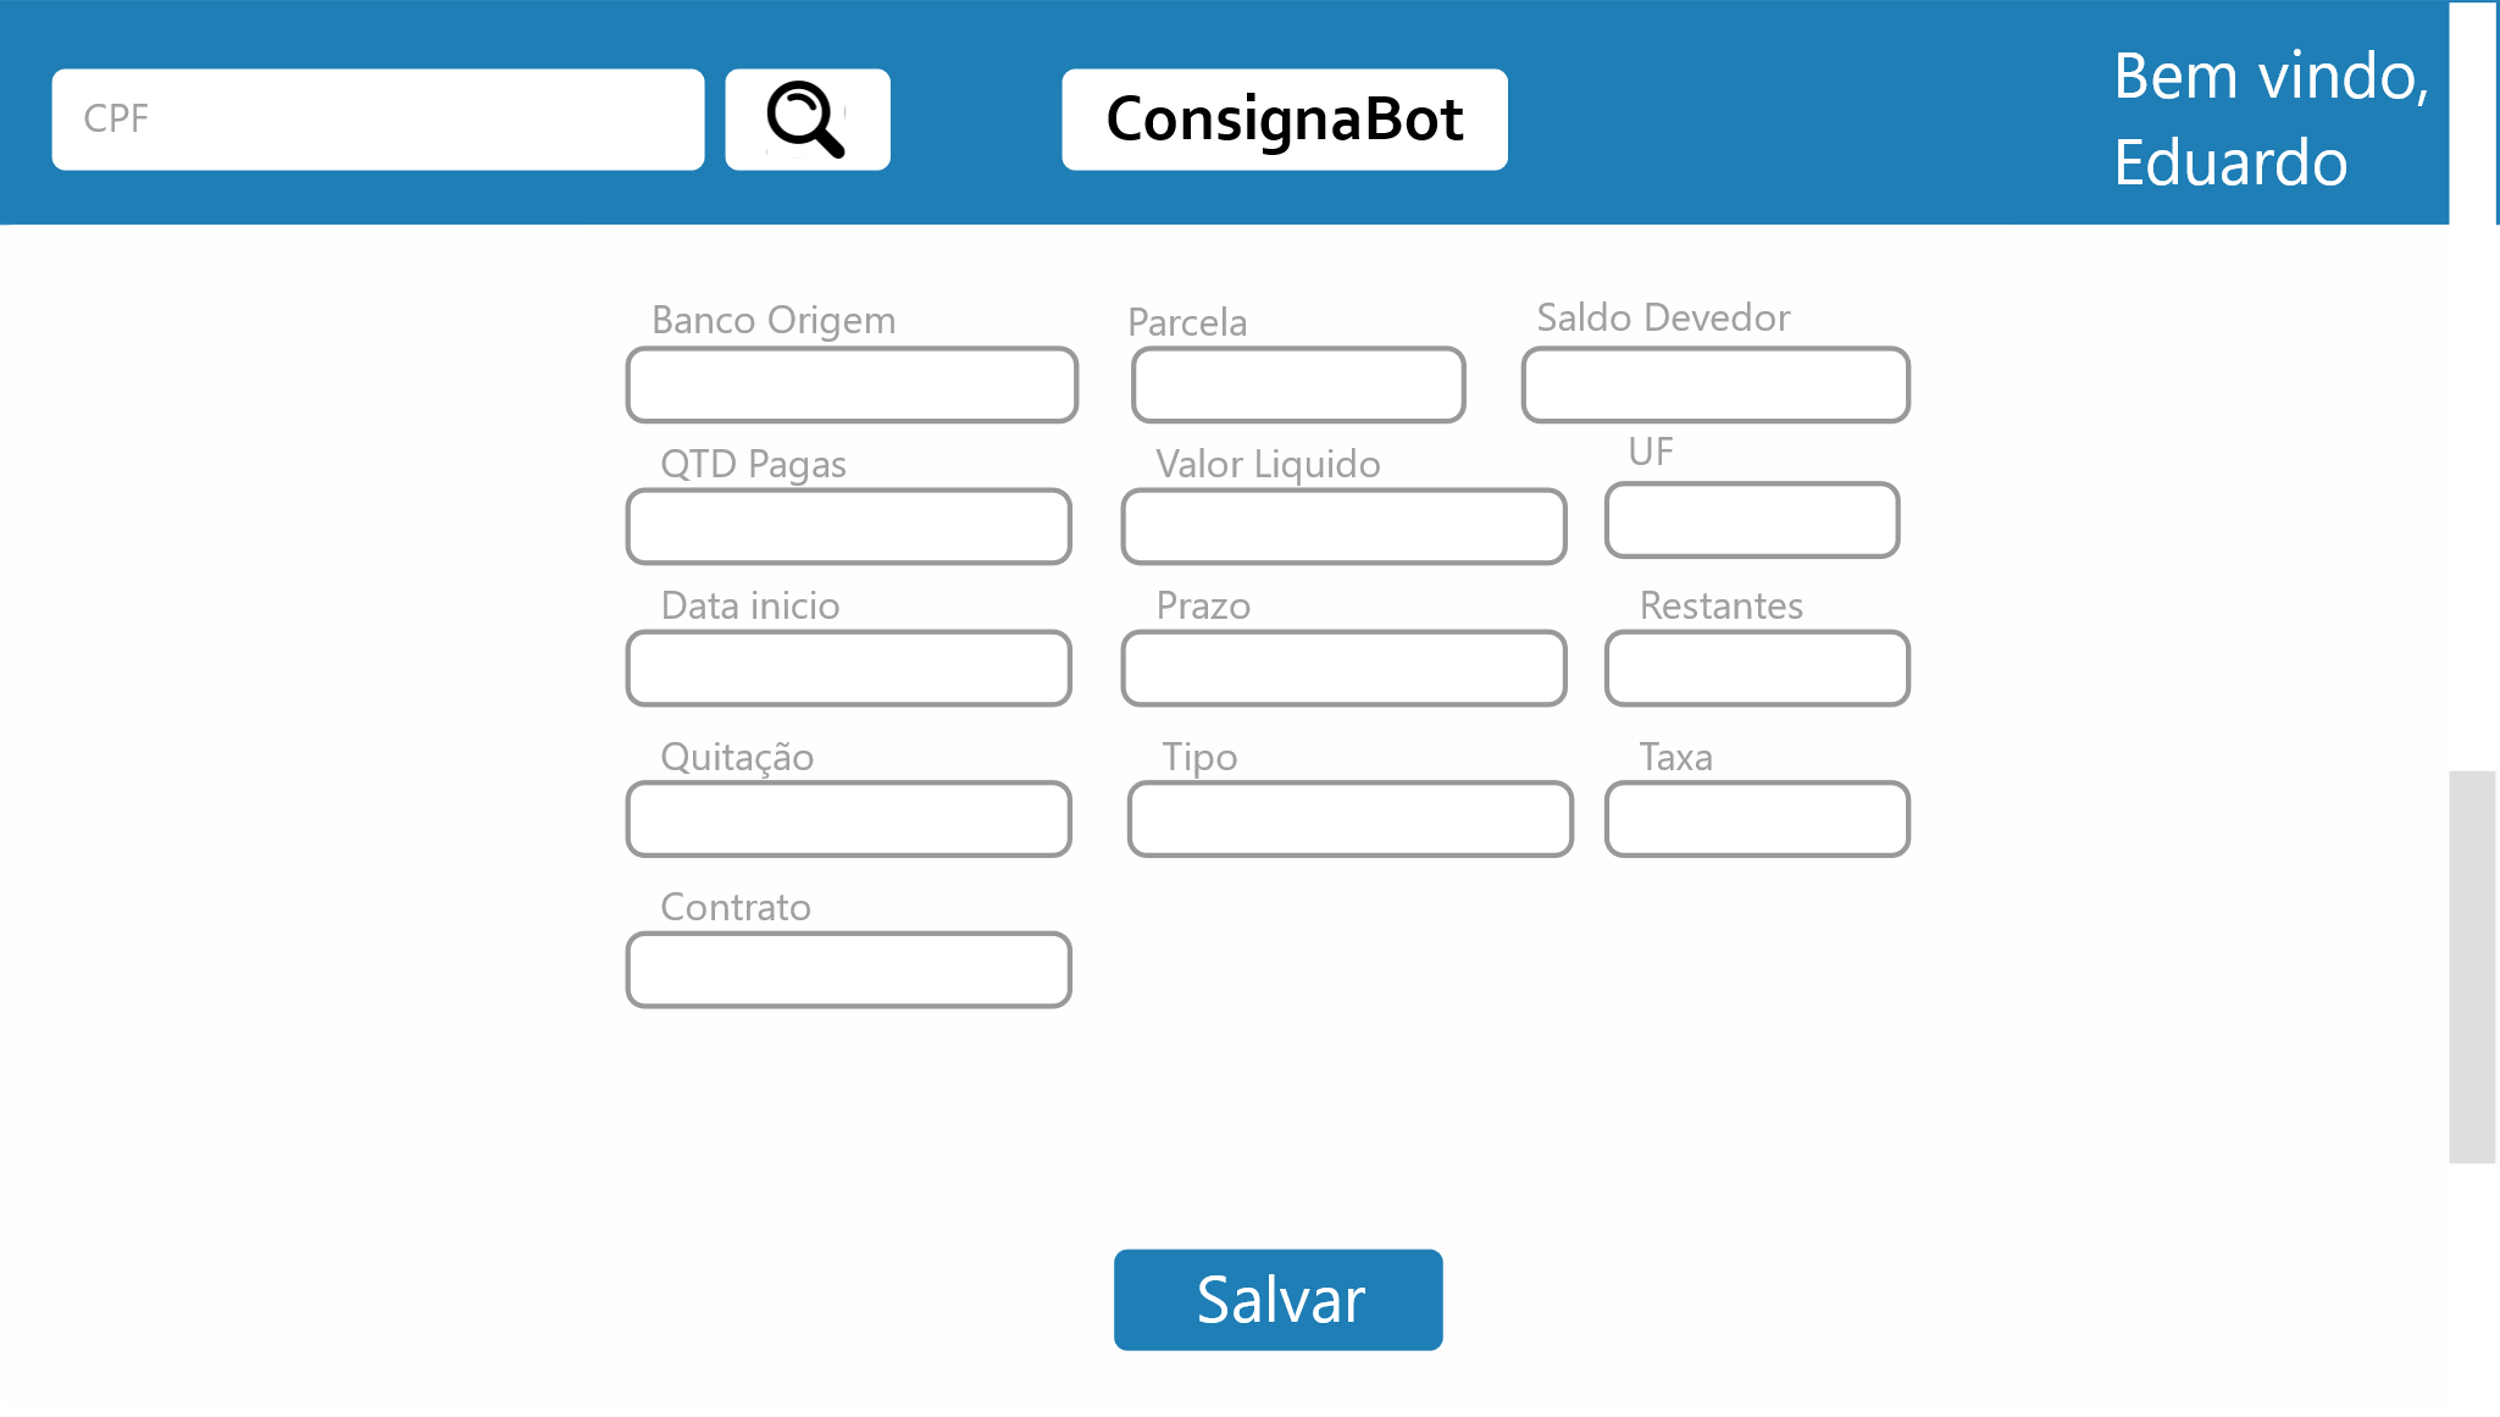 CPF
ConsignaBot
Bem vindo,
Eduardo
Banco Origem
Parcela
Saldo Devedor
QTD Pagas
Valor Liquido
UF
Data inicio
Prazo
Restantes
Quitação
Tipo
Taxa
Contrato
Salvar